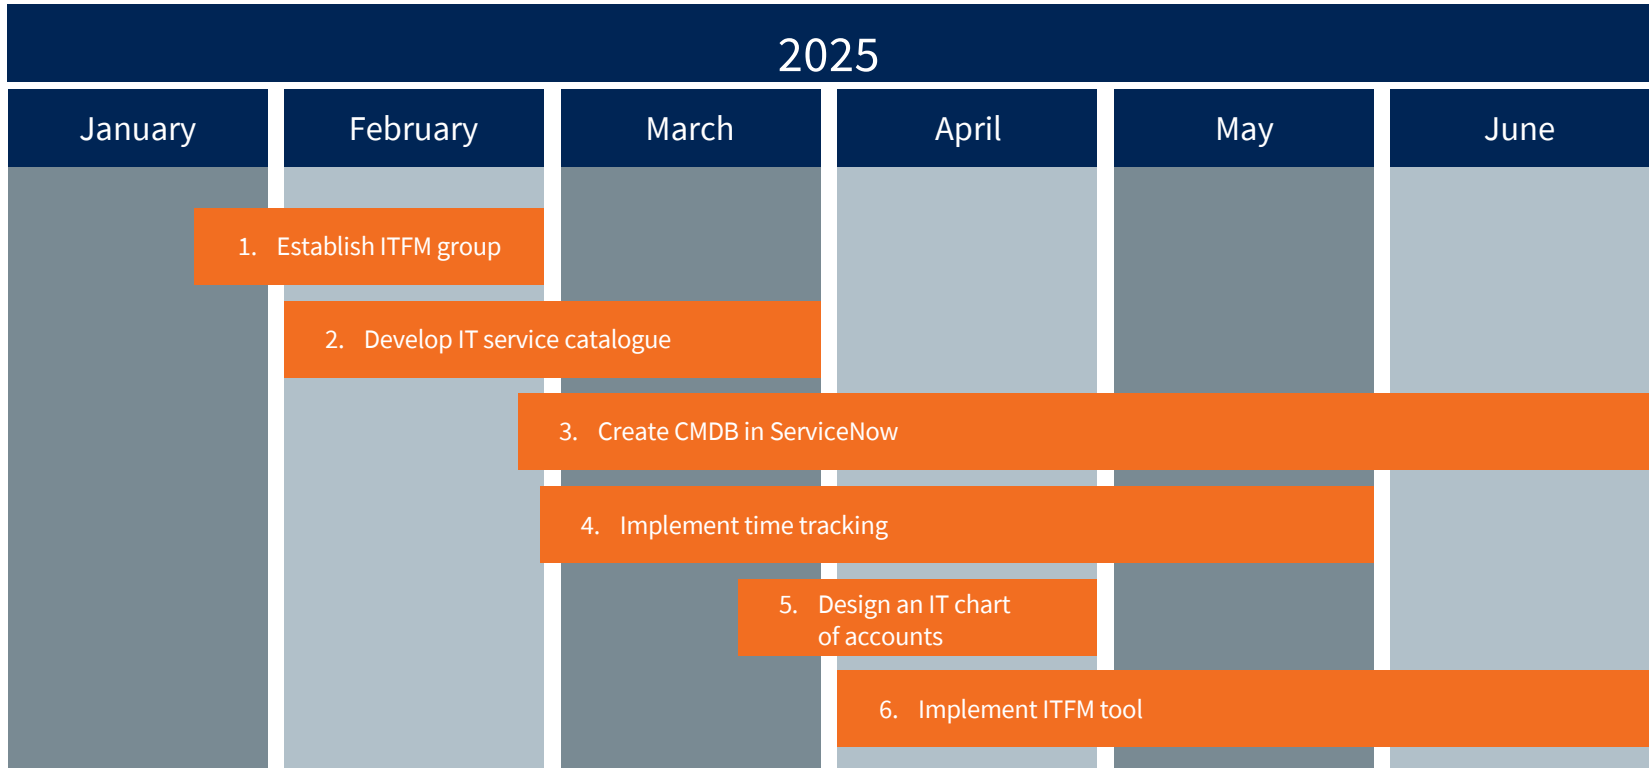 2025
January
February
March
April
May
June
1. Establish ITFM group
2. Develop IT service catalogue
3. Create CMDB in ServiceNow
4. Implement time tracking
5. Design an IT chart
of accounts
6. Implement ITFM tool